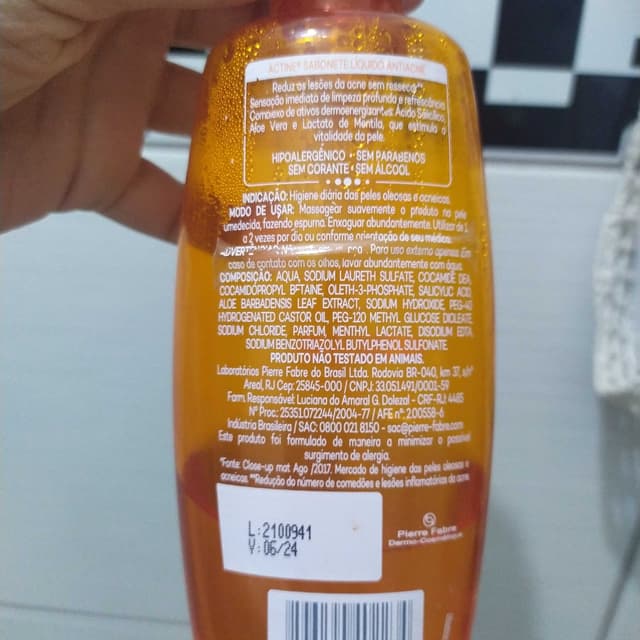 ACTINE® SABONETE LÍQUIDO ANTIACNE
Reduz as lesões da acne sem ressecar**.
Sensação imediata de limpeza profunda e refrescância.
Complexo de ativos dermoenergizantes: Ácido Salicílico,
Aloe Vera e Lactato de Mentila, que estimula a
vitalidade da pele.
HIPOALERGÊNICO • SEM PARABENOS
SEM CORANTE • SEM ÁLCOOL
INDICAÇÃO: Higiene diária das peles oleosas e acneicas.
MODO DE USAR: Massagear suavemente o produto na pele
umedecida, fazendo espuma. Enxaguar abundantemente. Utilizar de 1
a 2 vezes por dia ou conforme orientação de seu médico.
Para uso externo apenas. Em
caso de contato com os olhos, lavar abundantemente com água.
COMPOSIÇÃO: AQUA, SODIUM LAURETH SULFATE, COCAMIDE DEA,
COCAMIDOPROPYL BETAINE, OLETH-3-PHOSPHATE, SALICYLIC ACID,
ALOE BARBADENSIS LEAF EXTRACT, SODIUM HYDROXIDE, PEG-40
HYDROGENATED CASTOR OIL, PEG-120 METHYL GLUCOSE DIOLEATE,
SODIUM CHLORIDE, PARFUM, MENTHYL LACTATE, DISODIUM EDTA,
SODIUM BENZOTRIAZOLYL BUTYLPHENOL SULFONATE.
PRODUTO NÃO TESTADO EM ANIMAIS.
Laboratórios Pierre Fabre do Brasil Ltda. Rodovia BR-040, km 37, s/nº
Areal, RJ Cep: 25845-000 / CNPJ: 33.051.491/0001-59
Farm. Responsável: Luciana do Amaral G. Dolezal - CRF-RJ: 4485
Nº Proc.: 25351.072244/2004-77 / AFE nº: 2.00558-6
Indústria Brasileira / SAC: 0800 021 8150 - sac@pierre-fabre.com
Este produto foi formulado de maneira a minimizar o possível
surgimento de alergia.
*Fonte: Close-up mat Ago /2017. Mercado de higiene das peles oleosas e
acneicas. **Redução do número de comedões e lesões inflamatórias da acne.
L:2100941
V:06/24
Pierre Fabre
Dermo-Cosmétique